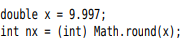 double x = 9.997;
int nx = (int) Math.round(x);